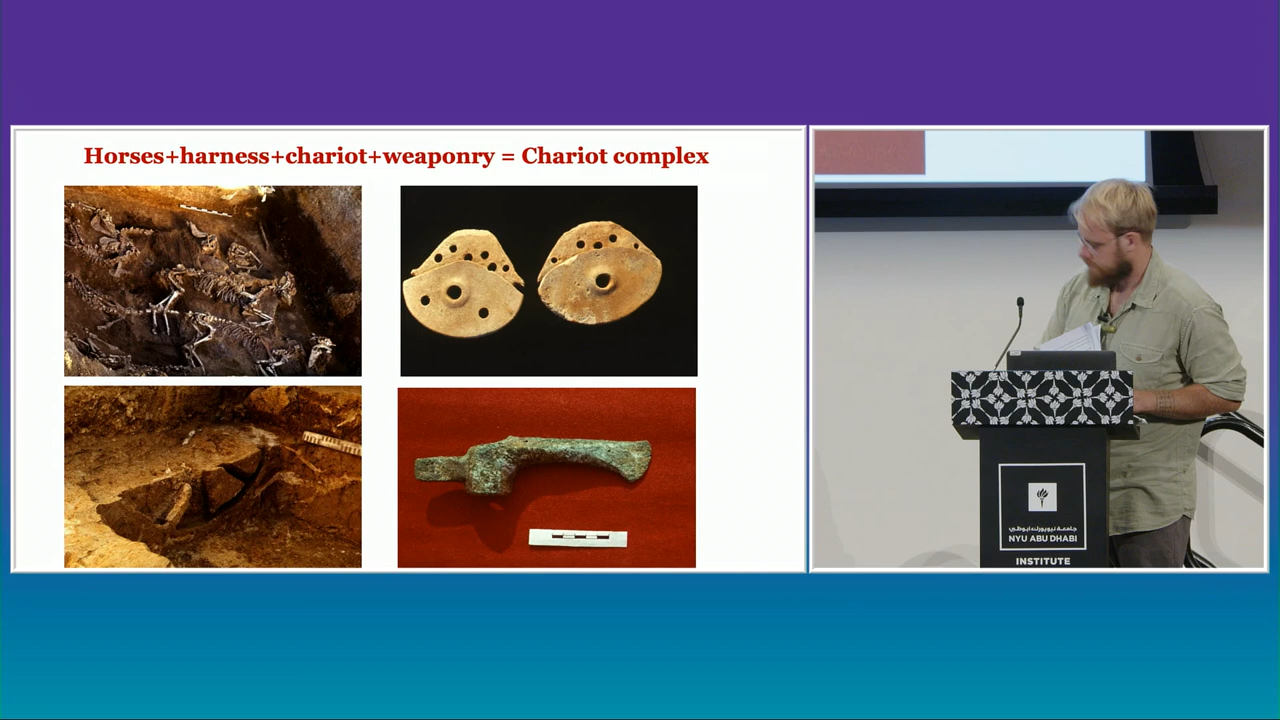 Horses+harness+chariot+weaponry = Chariot complex
جامعة نيويورك أبوظبي
NYU ABU DHABI
INSTITUTE